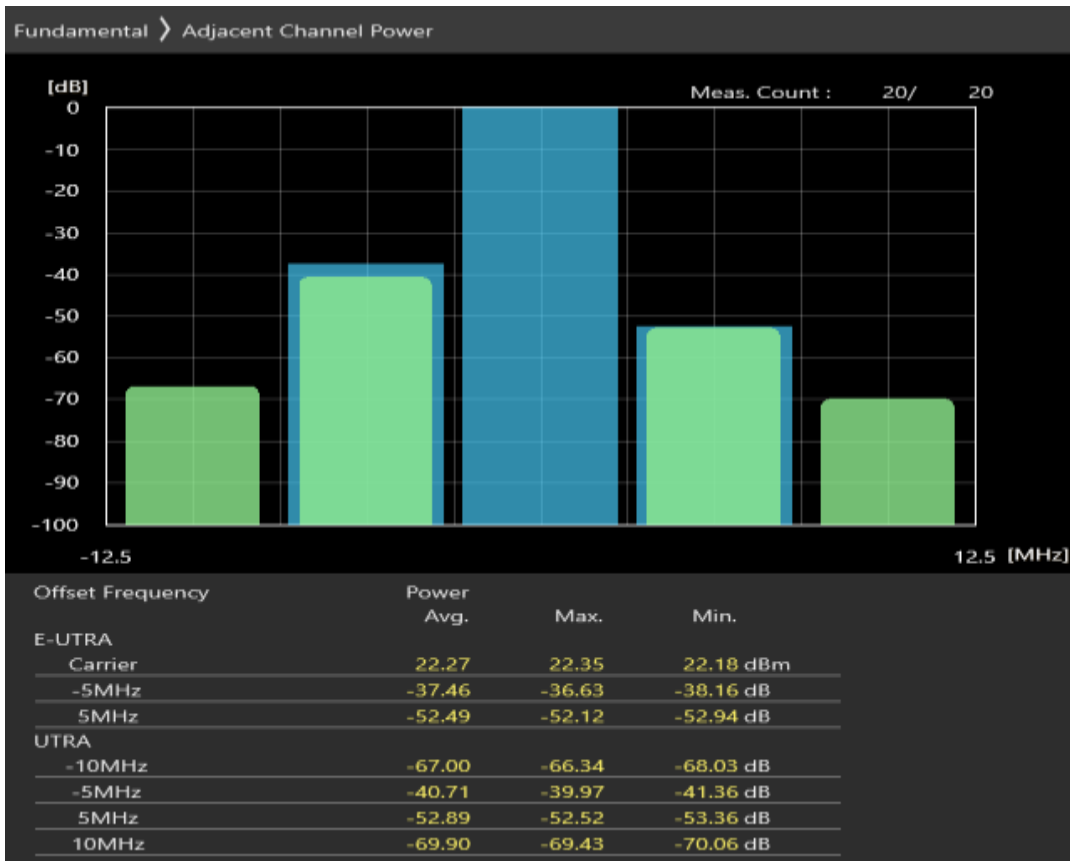 Fundamental ❭ Adjacent Channel Power
[dB]
Meas. Count : 20/ 20
0
-10
-20
-30
-40
-50
-60
-70
-80
-90
-100
-12.5 12.5 [MHz]
Offset Frequency Power
Avg. Max. Min.
E-UTRA
Carrier 22.27 22.35 22.18 dBm
-5MHz -37.46 -36.63 -38.16 dB
5MHz -52.49 -52.12 -52.94 dB
UTRA
-10MHz -67.00 -66.34 -68.03 dB
-5MHz -40.71 -39.97 -41.36 dB
5MHz -52.89 -52.52 -53.36 dB
10MHz -69.90 -69.43 -70.06 dB